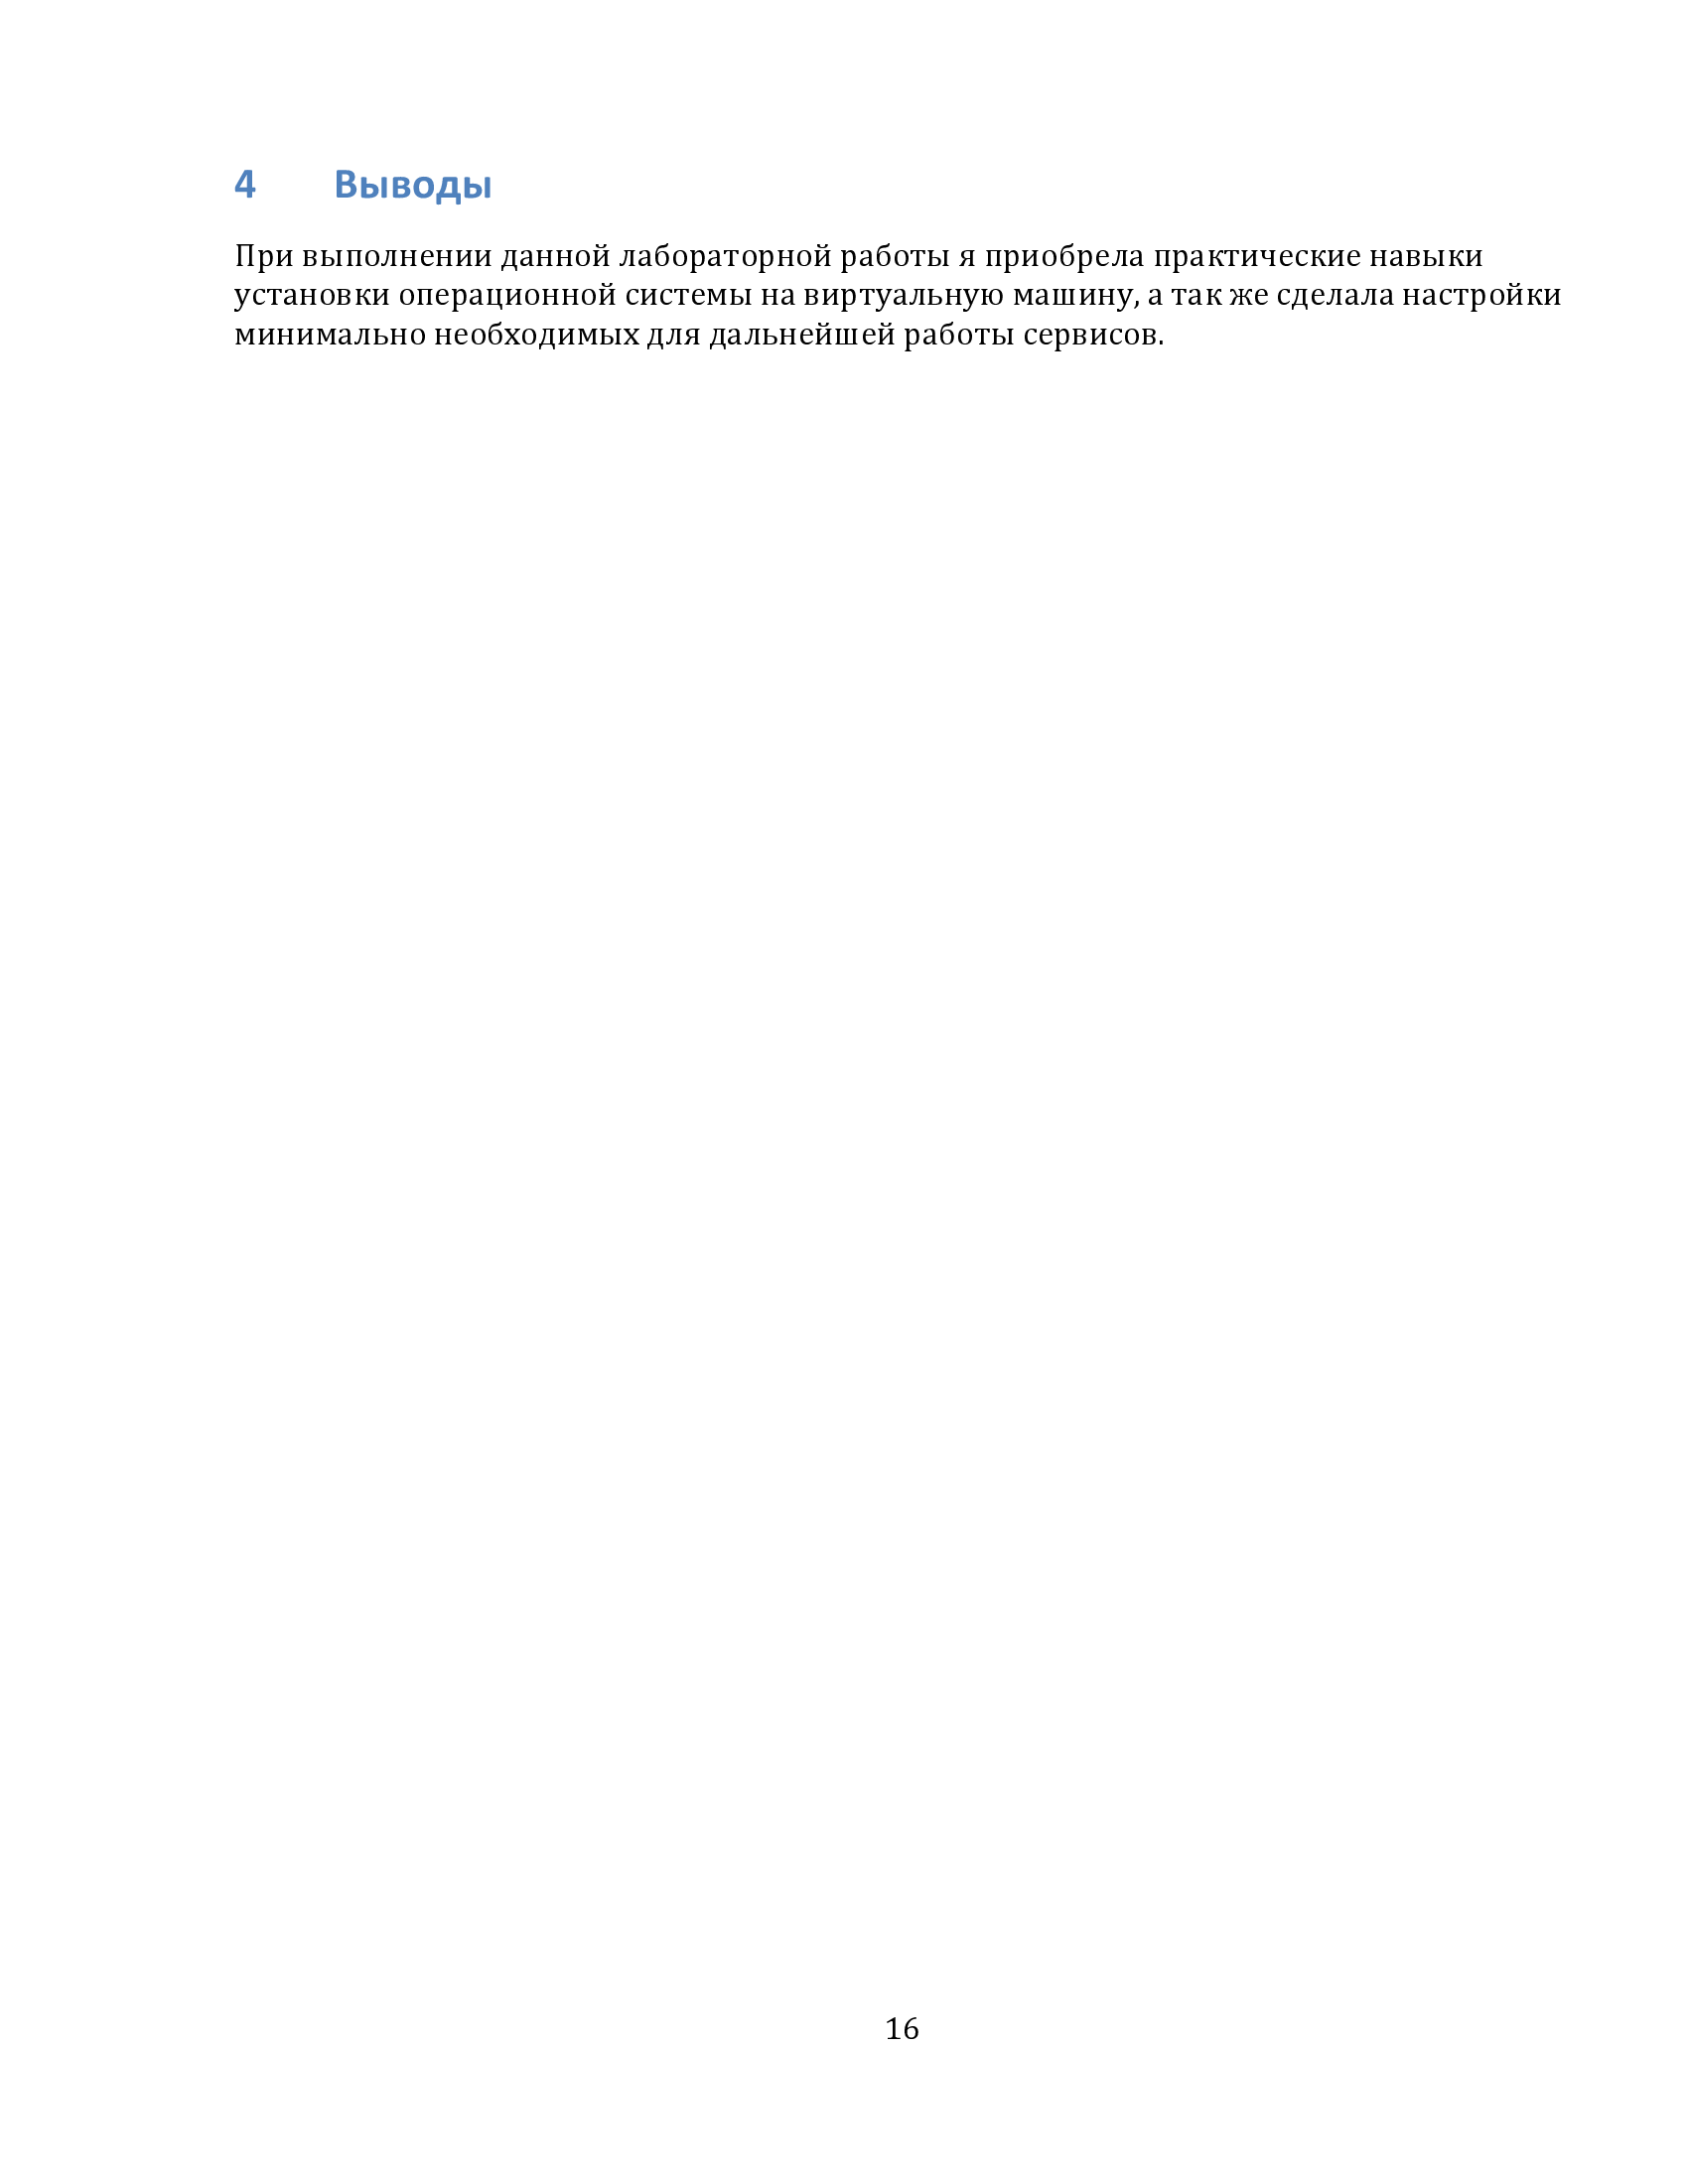 4 Выводы
При выполнении данной лабораторной работы я приобрела практические навыки
установки операционной системы на виртуальную машину, а так же сделала настройки
минимально необходимых для дальнейшей работы сервисов.
16